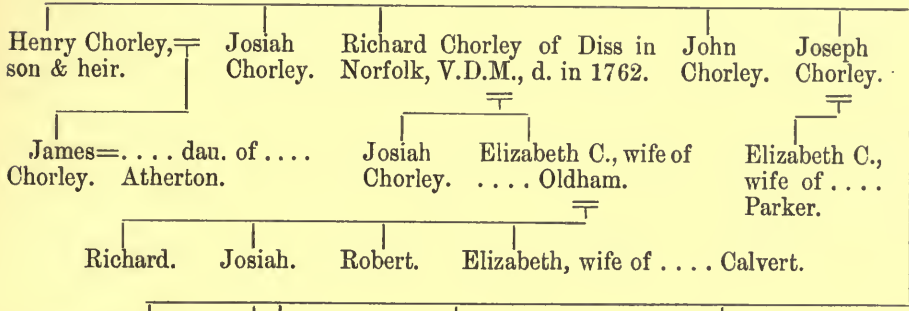 Henry Chorley,
son & heir.
Josiah
Chorley.
Richard Chorley of Diss in
Norfolk, V.D.M., d. in 1762.
John
Chorley.
Joseph
Chorley.
James=. . . . dau. of . . . .
Chorley. Atherton.
Josiah
Chorley.
Elizabeth C., wife of
. . . . Oldham.
Elizabeth C.,
wife of . . . .
Parker.
Richard. Josiah. Robert. Elizabeth, wife of . . . . Calvert.